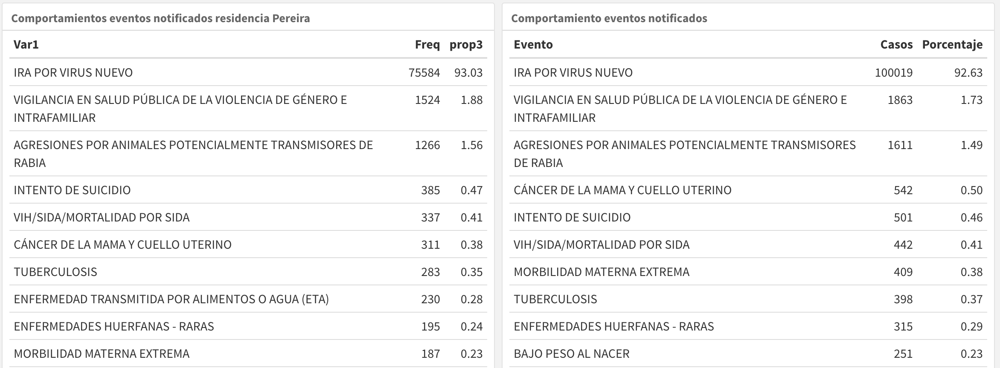 Comportamientos eventos notificados residencia Pereira
Var1 Freq prop3
IRA POR VIRUS NUEVO 75584 93.03
VIGILANCIA EN SALUD PÚBLICA DE LA VIOLENCIA DE GÉNERO E 1524 1.88
INTRAFAMILIAR
AGRESIONES POR ANIMALES POTENCIALMENTE TRANSMISORES DE 1266 1.56
RABIA
INTENTO DE SUICIDIO 385 0.47
VIH/SIDA/MORTALIDAD POR SIDA 337 0.41
CÁNCER DE LA MAMA Y CUELLO UTERINO 311 0.38
TUBERCULOSIS 283 0.35
ENFERMEDAD TRANSMITIDA POR ALIMENTOS O AGUA (ETA) 230 0.28
ENFERMEDADES HUERFANAS - RARAS 195 0.24
MORBILIDAD MATERNA EXTREMA 187 0.23
Comportamiento eventos notificados
Evento Casos Porcentaje
IRA POR VIRUS NUEVO 100019 92.63
VIGILANCIA EN SALUD PÚBLICA DE LA VIOLENCIA DE GÉNERO E 1863 1.73
INTRAFAMILIAR
AGRESIONES POR ANIMALES POTENCIALMENTE TRANSMISORES 1611 1.49
DE RABIA
CÁNCER DE LA MAMA Y CUELLO UTERINO 542 0.50
INTENTO DE SUICIDIO 501 0.46
VIH/SIDA/MORTALIDAD POR SIDA 442 0.41
MORBILIDAD MATERNA EXTREMA 409 0.38
TUBERCULOSIS 398 0.37
ENFERMEDADES HUERFANAS - RARAS 315 0.29
BAJO PESO AL NACER 251 0.23